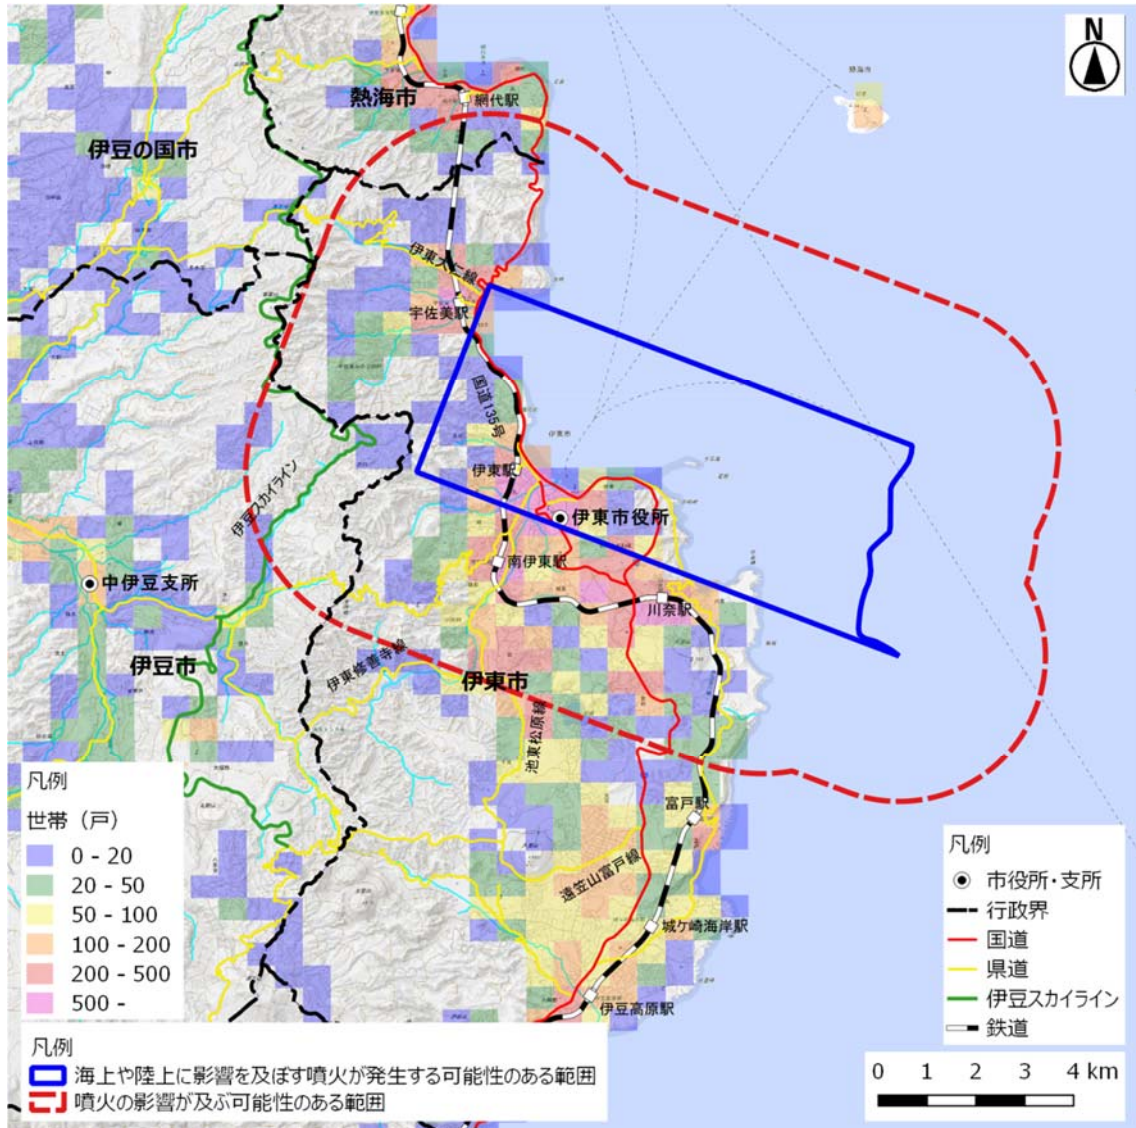 N
熱海市
熱海市
網代駅
伊豆の国市
伊東大仁線
宇佐美駅
国道135号
伊東市
伊東駅
伊豆スカイライン
伊東市役所
南伊東駅
中伊豆支所
川奈駅
伊豆市
伊東修善寺線
伊東市
池東松原線
富戸駅
遠笠山富戸線
城ケ崎海岸駅
伊豆高原駅
凡例
世帯（戸）
0 - 20
20 - 50
50 - 100
100 - 200
200 - 500
500 -
凡例
市役所・支所
行政界
国道
県道
伊豆スカイライン
鉄道
凡例
海上や陸上に影響を及ぼす噴火が発生する可能性のある範囲
噴火の影響が及ぶ可能性のある範囲
0 1 2 3 4 km